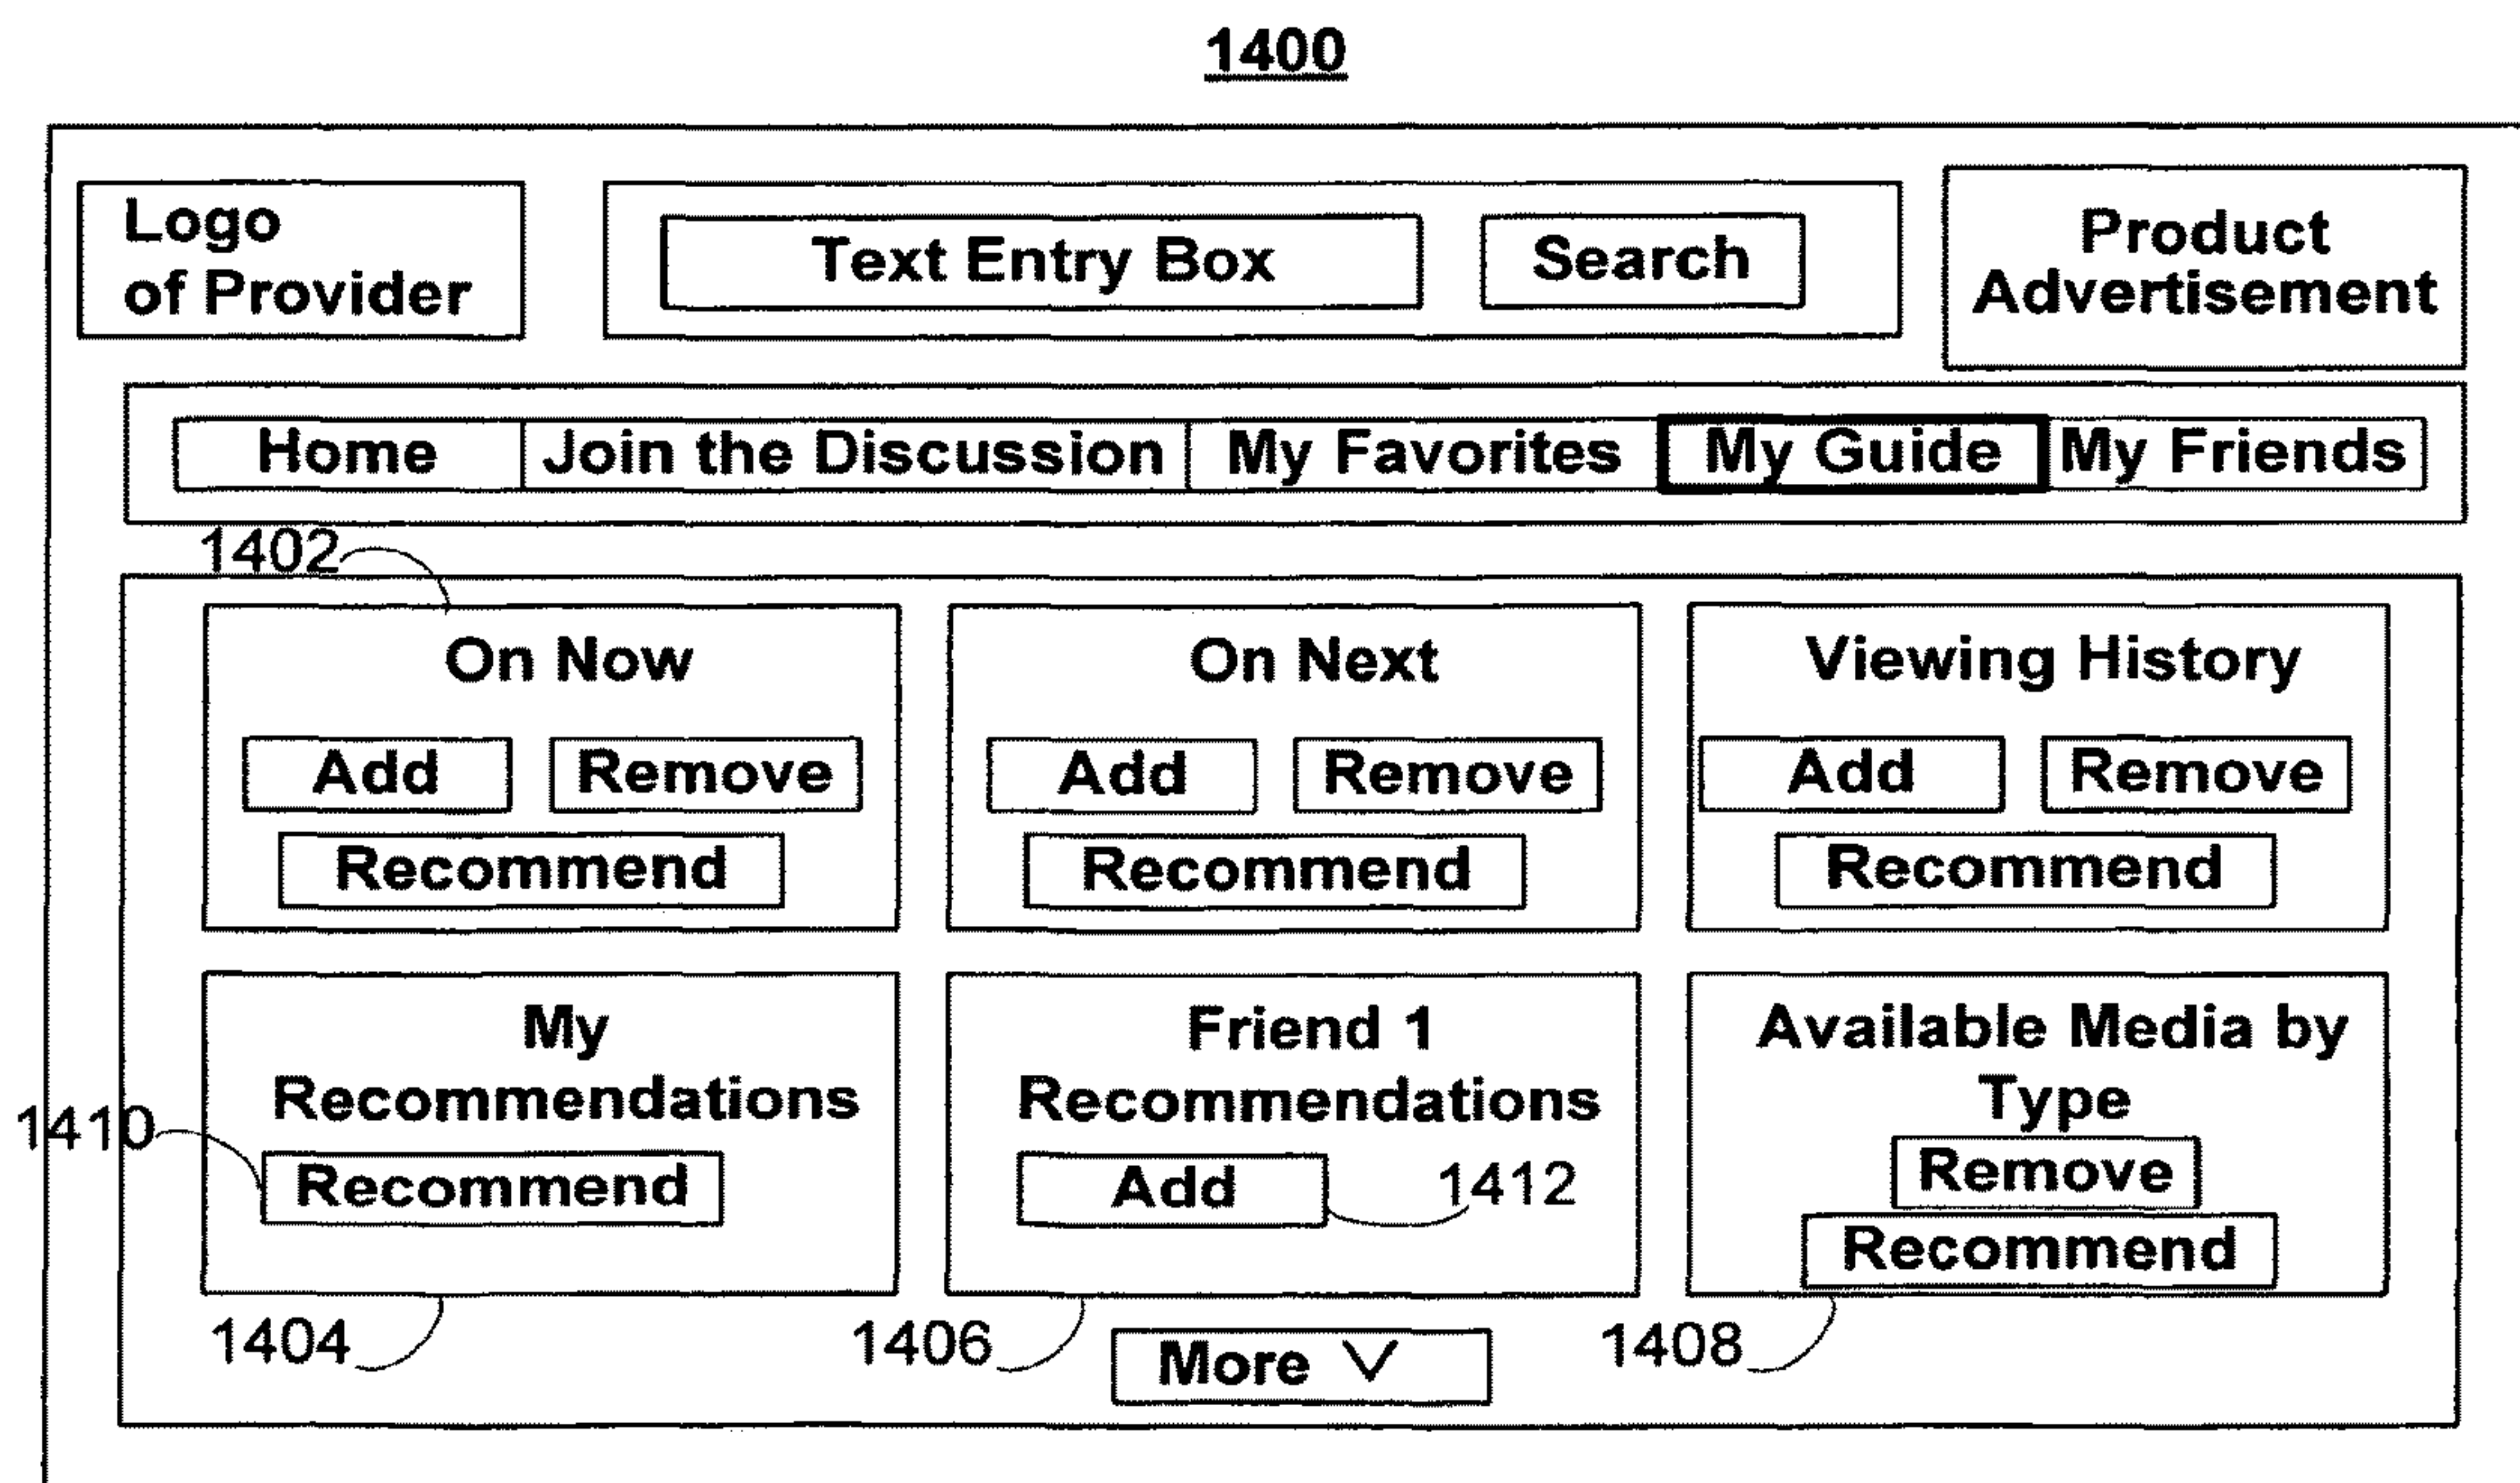 1400
Logo
of Provider
Text Entry Box
Search
Product
Advertisement
Home
Join the Discussion
My Favorites
My Guide
My Friends
1402
On Now
Add
Remove
Recommend
On Next
Add
Remove
Recommend
Viewing History
Add
Remove
Recommend
My
Recommendations
1410
Recommend
1404
Friend 1
Recommendations
Add
1412
1406
Available Media by
Type
Remove
Recommend
1408
More